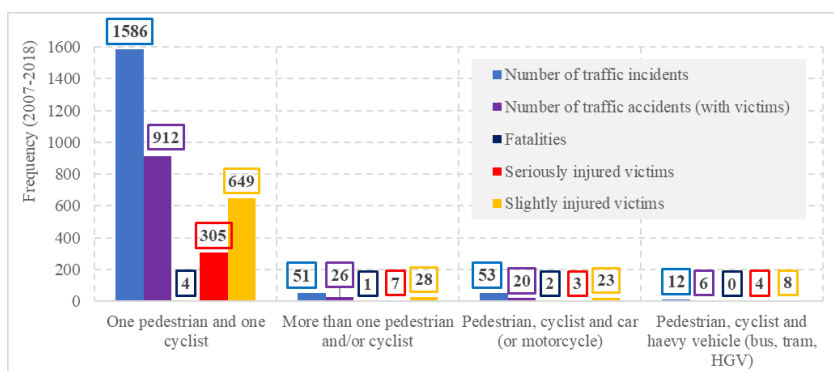 1586
1600
1400
1200
1000
800
600
400
200
0
Frequency (2007-2018)
912
4
305
649
51
26
1
7
28
53
20
2
3
23
12
6
0
4
8
Number of traffic incidents
Number of traffic accidents (with victims)
Fatalities
Seriously injured victims
Slightly injured victims
One pedestrian and one
cyclist
More than one pedestrian
and/or cyclist
Pedestrian, cyclist and car
(or motorcycle)
Pedestrian, cyclist and
haevy vehicle (bus, tram,
HGV)